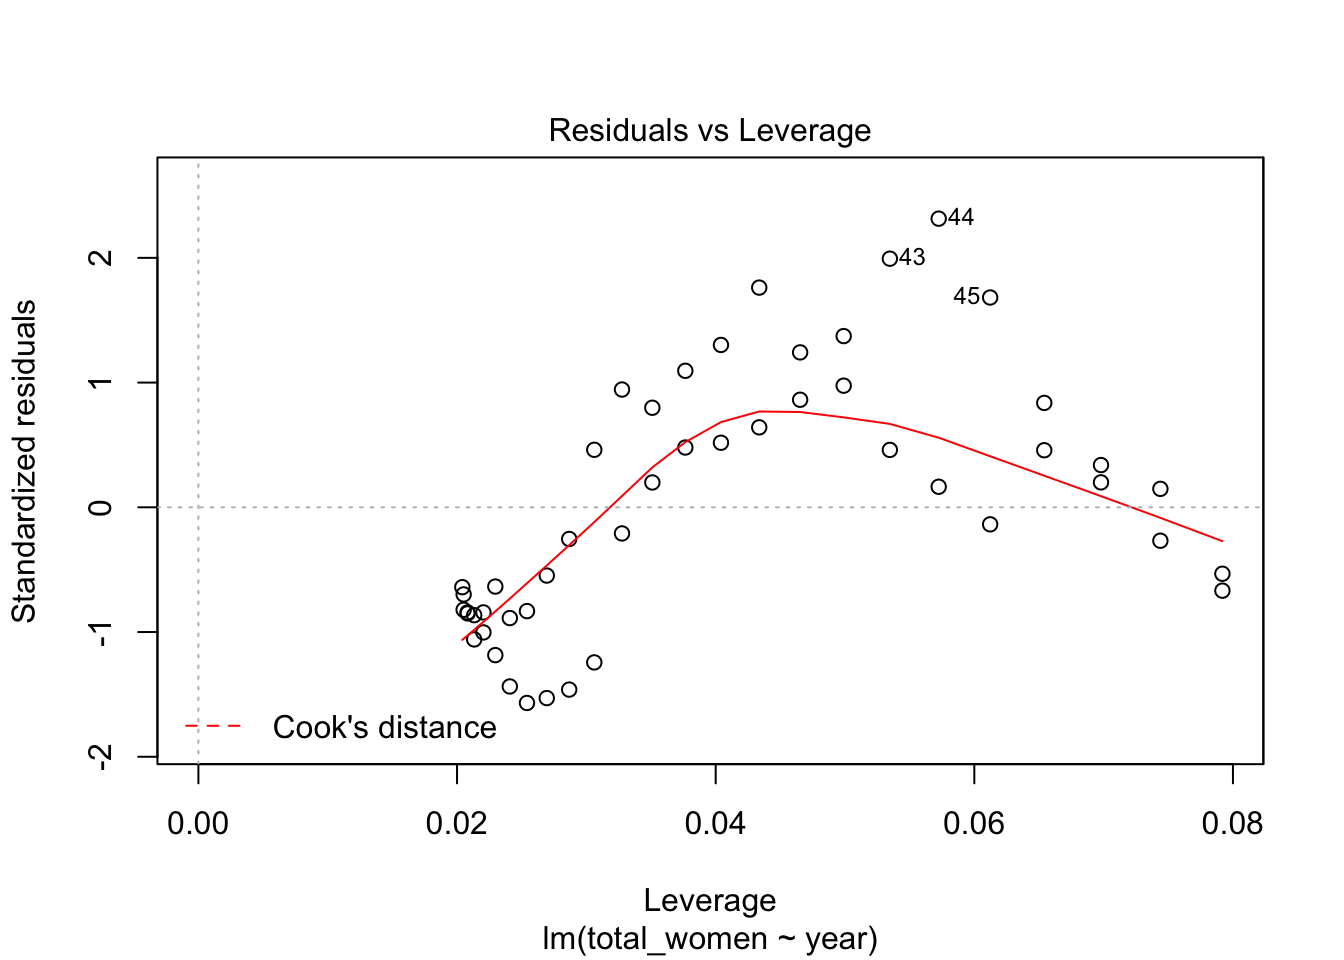 Residuals vs Leverage
Standardized residuals
2
1
0
-1
-2
44
43
45
Cook's distance
0.00 0.02 0.04 0.06 0.08
Leverage
lm(total_women ~ year)